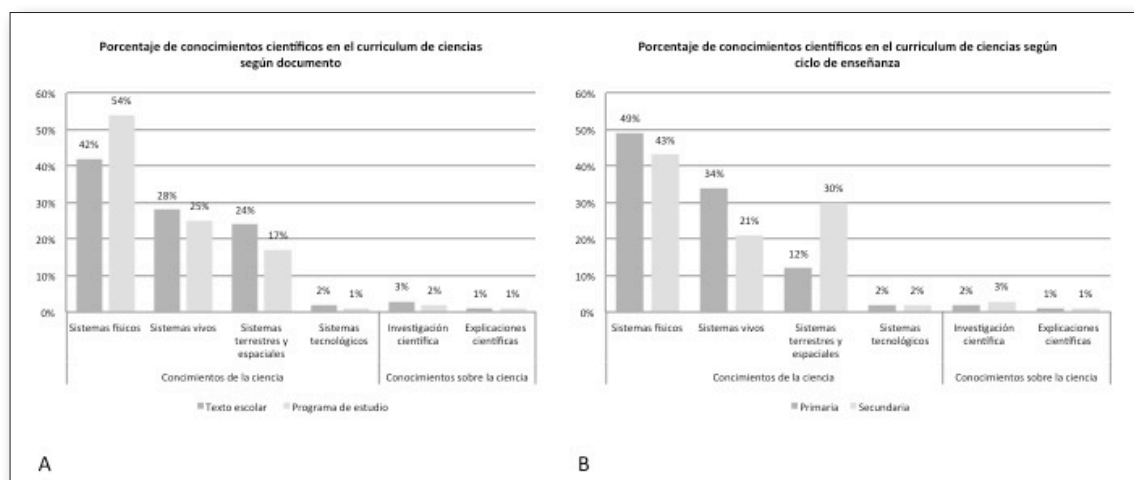 Porcentaje de conocimientos científicos en el curriculum de ciencias
según documento
60%
50%
40%
30%
20%
10%
0%
42%
54%
28%
25%
24%
17%
2%
1%
3%
2%
1%
1%
Sistemas físicos
Sistemas vivos
Sistemas
terrestres y
espaciales
Sistemas
tecnológicos
Investigación
científica
Explicaciones
científicas
Concimientos de la ciencia
Conocimientos sobre la ciencia
Texto escolar
Programa de estudio
A
Porcentaje de conocimientos científicos en el curriculum de ciencias según
ciclo de enseñanza
60%
50%
40%
30%
20%
10%
0%
49%
43%
34%
21%
12%
30%
2%
2%
2%
3%
1%
1%
Sistemas físicos
Sistemas vivos
Sistemas
terrestres y
espaciales
Sistemas
tecnológicos
Investigación
científica
Explicaciones
científicas
Concimientos de la ciencia
Conocimientos sobre la ciencia
Primaria
Secundaria
B